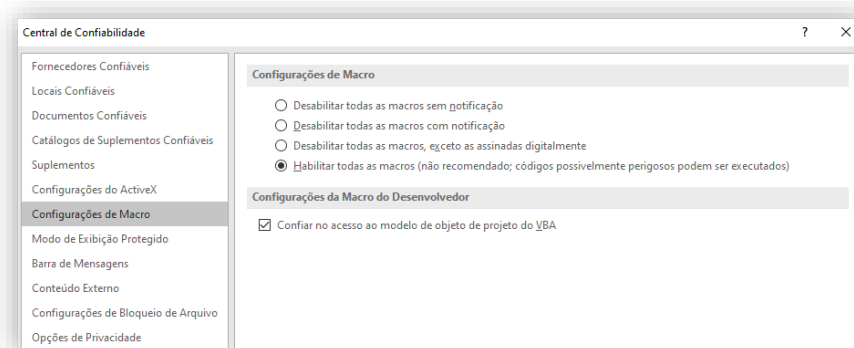 Central de Confiabilidade
? ×
Fornecedores Confiáveis
Locais Confiáveis
Documentos Confiáveis
Catálogos de Suplementos Confiáveis
Suplementos
Configurações do ActiveX
Configurações de Macro
Modo de Exibição Protegido
Barra de Mensagens
Conteúdo Externo
Configurações de Bloqueio de Arquivo
Opções de Privacidade
Configurações de Macro
Desabilitar todas as macros sem notificação
Desabilitar todas as macros com notificação
Desabilitar todas as macros, exceto as assinadas digitalmente
Habilitar todas as macros (não recomendado; códigos possivelmente perigosos podem ser executados)
Configurações da Macro do Desenvolvedor
Confiar no acesso ao modelo de objeto de projeto do VBA